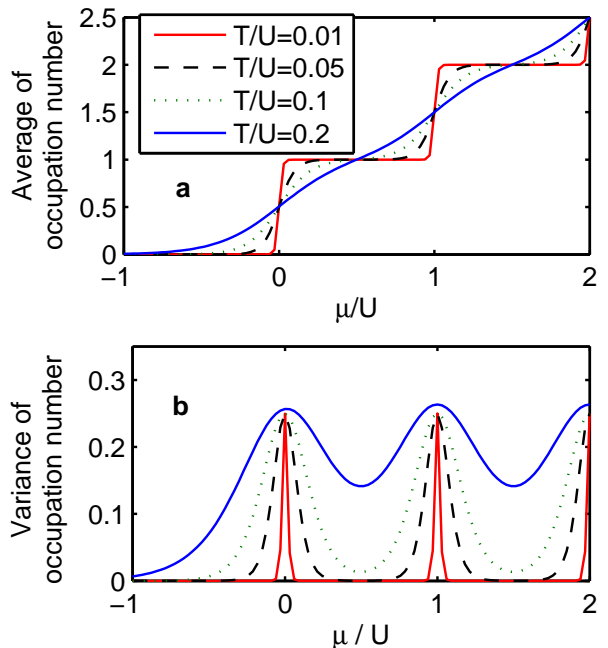 Average of
occupation number
2.5
2
1.5
1
0.5
0
T/U=0.01
T/U=0.05
T/U=0.1
T/U=0.2
a
−1
0
1
2
μ/U
Variance of
occupation number
0.3
0.2
0.1
0
b
−1
0
1
2
μ / U